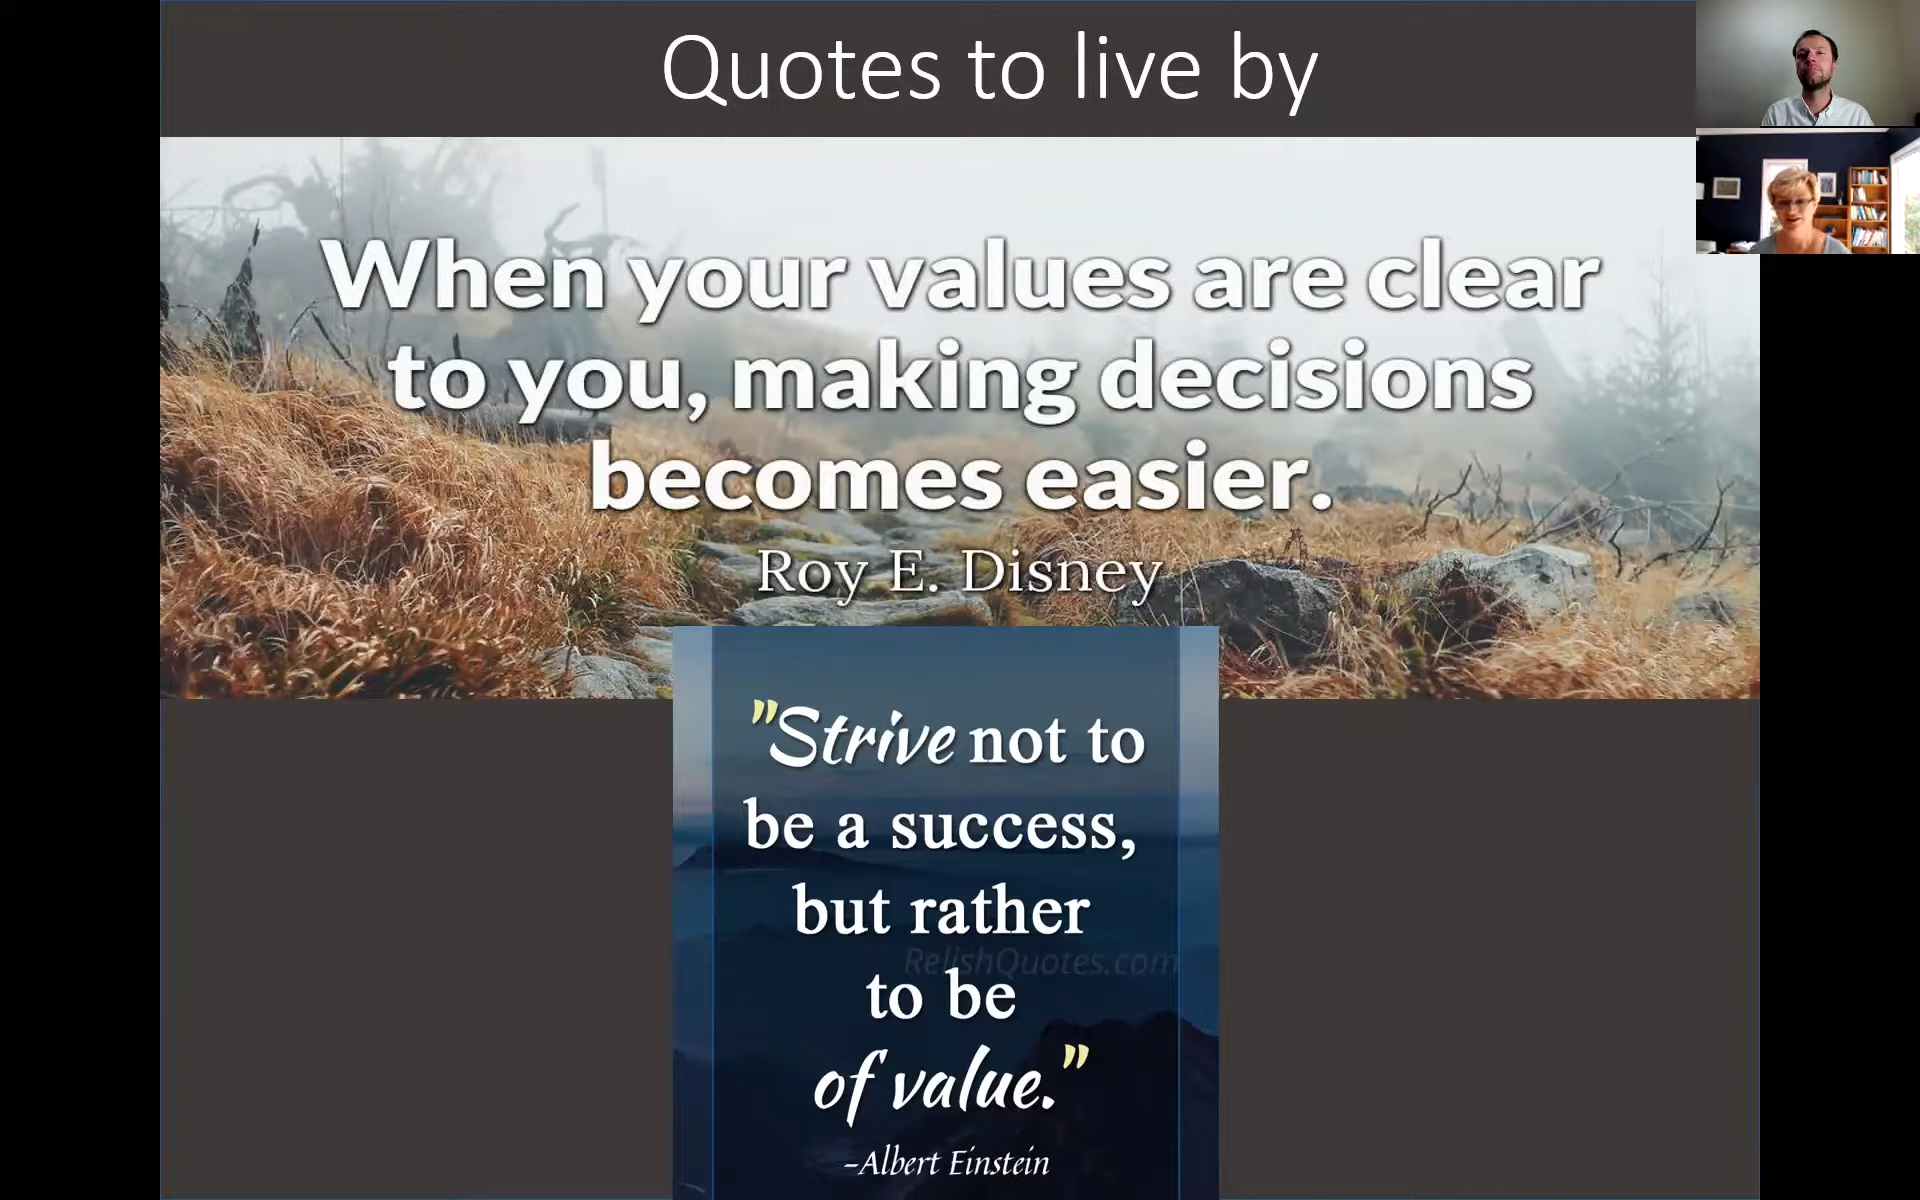 Quotes to live by
When your values are clear
to you, making decisions
becomes easier.
Roy E. Disney
"Strive not to
be a success,
but rather
RelishQuotes.com
to be
of value."
–Albert Einstein